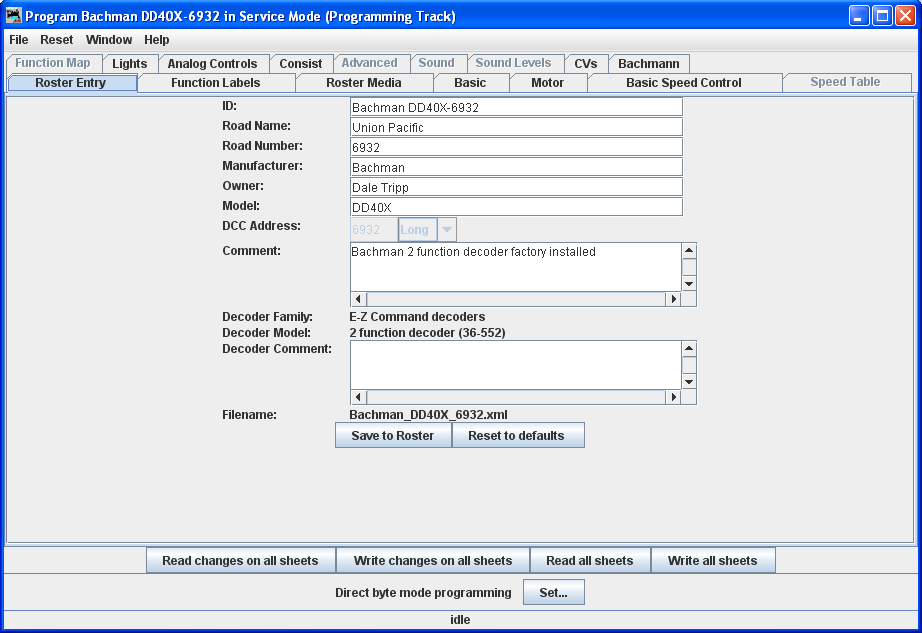 Program Bachman DD40X-6932 in Service Mode (Programming Track)
File Reset Window Help
Function Map Lights Analog Controls Consist Advanced Sound Sound Levels CVs Bachmann
Roster Entry Function Labels Roster Media Basic Motor Basic Speed Control Speed Table
ID: Bachman DD40X-6932
Road Name: Union Pacific
Road Number: 6932
Manufacturer: Bachman
Owner: Dale Tripp
Model: DD40X
DCC Address: 6932 Long
Comment: Bachman 2 function decoder factory installed
Decoder Family: E-Z Command decoders
Decoder Model: 2 function decoder (36-552)
Decoder Comment:
Filename: Bachman_DD40X_6932.xml
Save to Roster Reset to defaults
Read changes on all sheets Write changes on all sheets Read all sheets Write all sheets
Direct byte mode programming Set...
idle